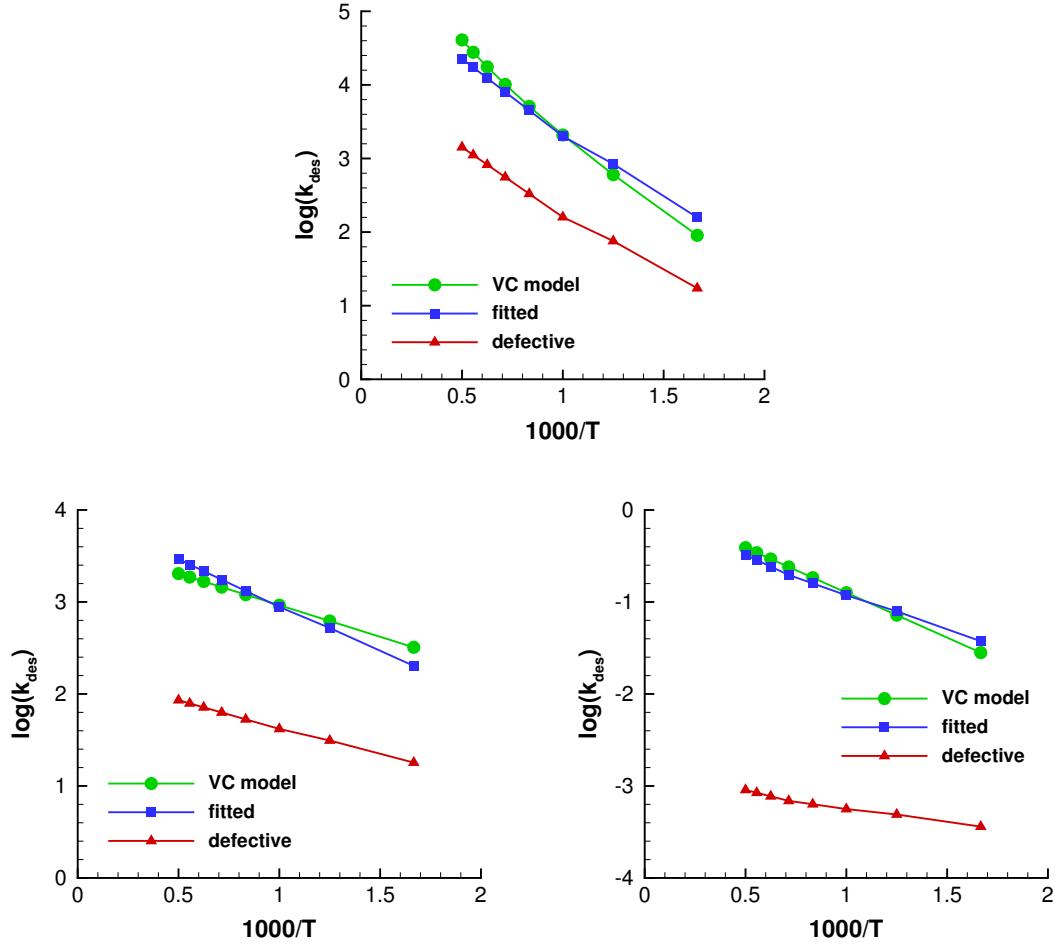 5
4
3
2
1
0
log(k_des)
VC model
fitted
defective
0 0.5 1 1.5 2
1000/T
4
3
2
1
0
log(k_des)
VC model
fitted
defective
0 0.5 1 1.5 2
1000/T
0
-1
-2
-3
-4
log(k_des)
VC model
fitted
defective
0 0.5 1 1.5 2
1000/T